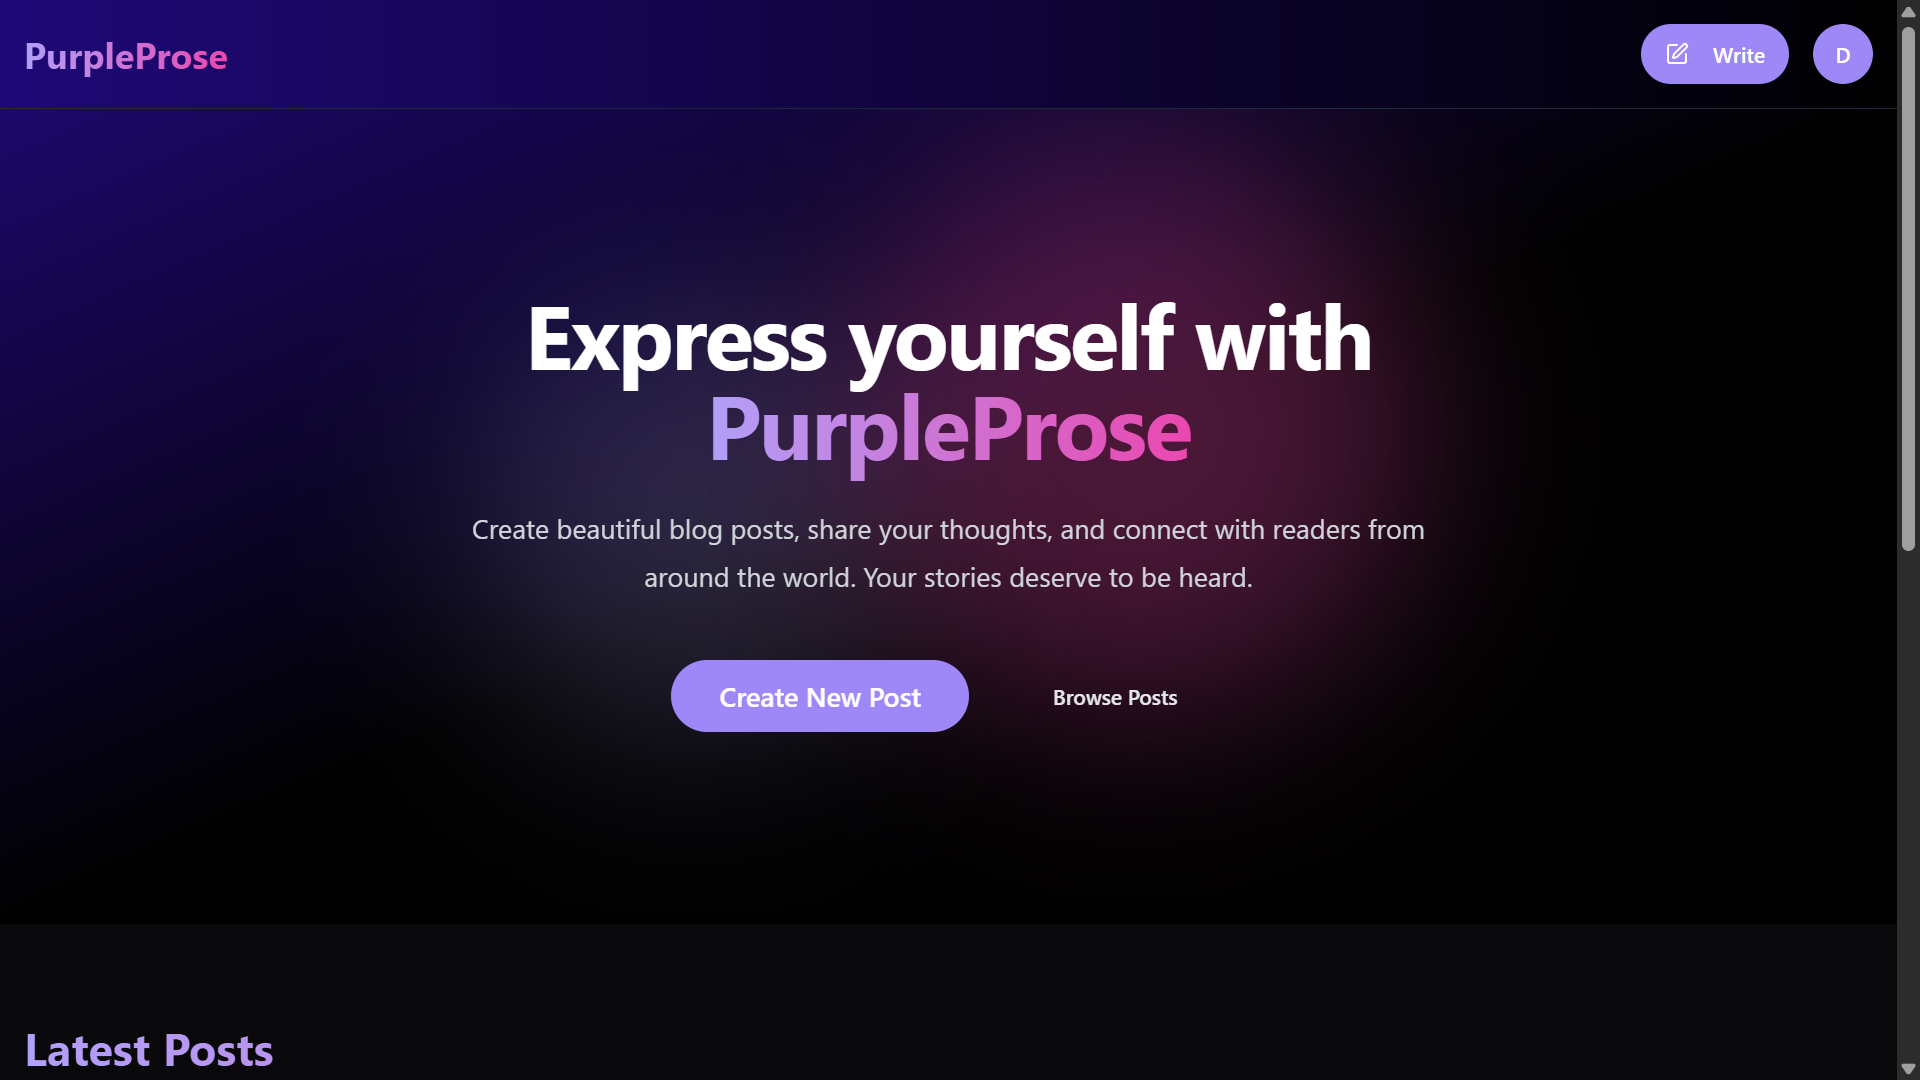 PurpleProse
Write
D
Express yourself with
PurpleProse
Create beautiful blog posts, share your thoughts, and connect with readers from
around the world. Your stories deserve to be heard.
Create New Post
Browse Posts
Latest Posts